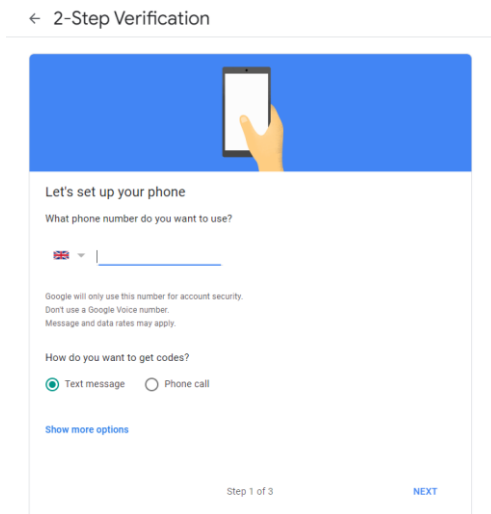 2-Step Verification
Let's set up your phone
What phone number do you want to use?
Google will only use this number for account security.
Don't use a Google Voice number.
Message and data rates may apply.
How do you want to get codes?
Text message Phone call
Show more options
Step 1 of 3 NEXT